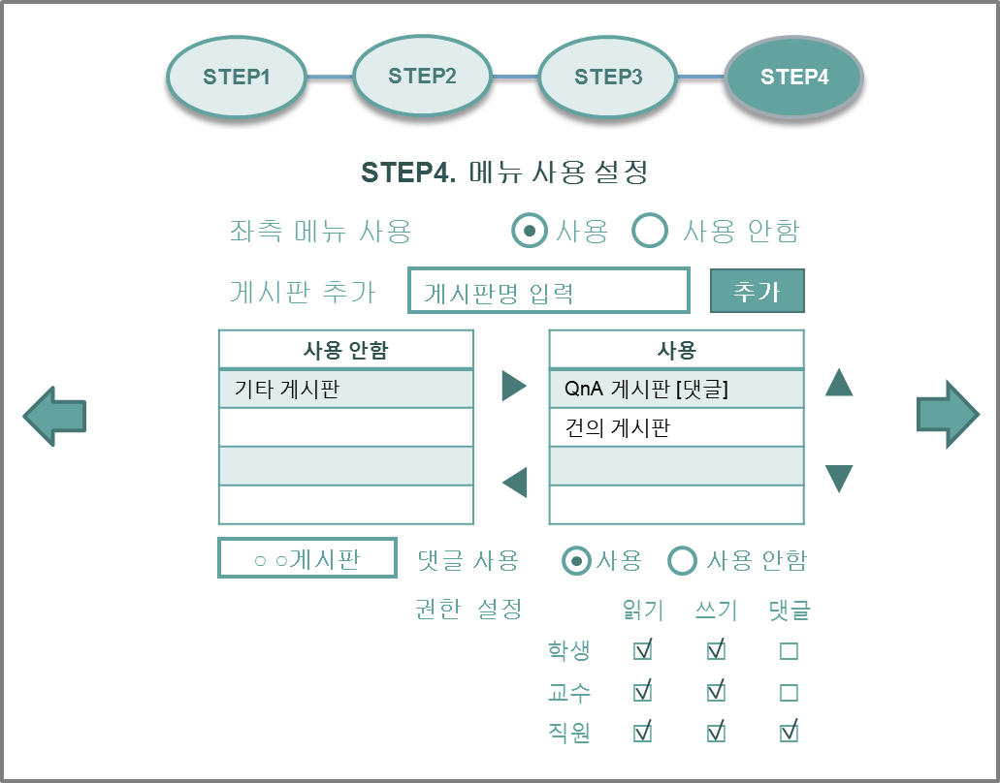 STEP1 STEP2 STEP3 STEP4
STEP4. 메뉴 사용 설정
좌측 메뉴 사용 사용 사용 안함
게시판 추가 게시판명 입력 추가
사용 안함 사용
기타 게시판 QnA 게시판 [댓글]
건의 게시판
○ ○게시판 댓글 사용 사용 사용 안함
권한 설정 읽기 쓰기 댓글
학생
교수
직원